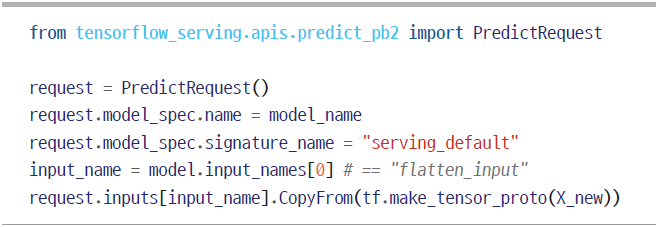 from tensorflow_serving.apis.predict_pb2 import PredictRequest
request = PredictRequest()
request.model_spec.name = model_name
request.model_spec.signature_name = "serving_default"
input_name = model.input_names[0] # == "flatten_input"
request.inputs[input_name].CopyFrom(tf.make_tensor_proto(X_new))